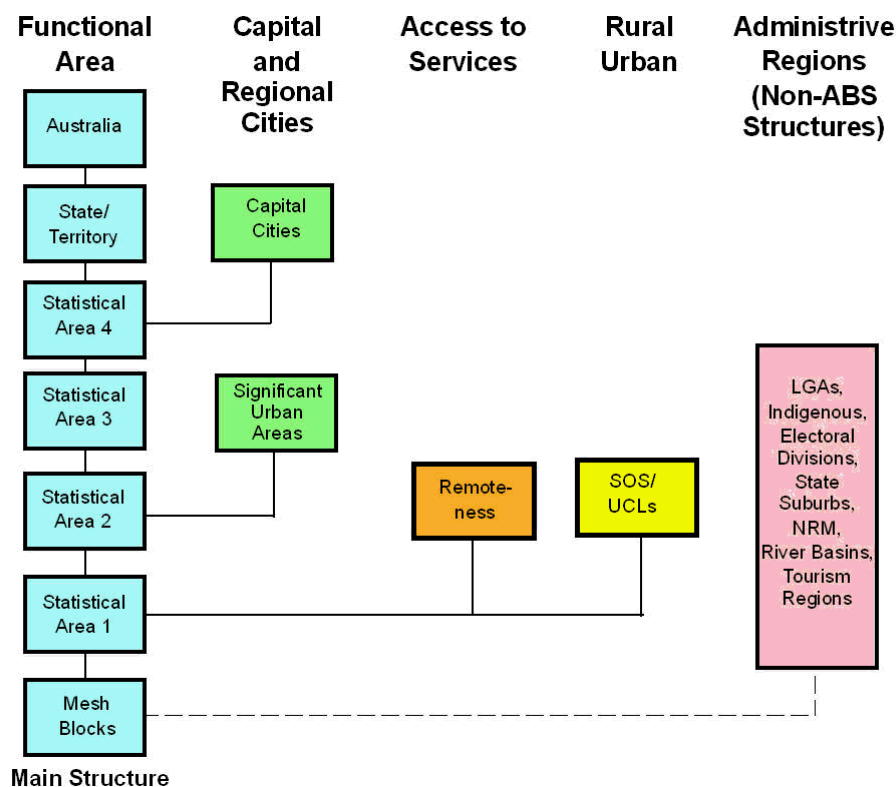 Functional
Area
Capital
and
Regional
Cities
Access to
Services
Rural
Urban
Administrive
Regions
(Non-ABS
Structures)
Australia
State/
Territory
Capital
Cities
Statistical
Area 4
Statistical
Area 3
Significant
Urban
Areas
Statistical
Area 2
Remote-
ness
SOS/
UCLs
LGAs,
Indigenous,
Electoral
Divisions,
State
Suburbs,
NRM,
River Basins,
Tourism
Regions
Statistical
Area 1
Mesh
Blocks
Main Structure